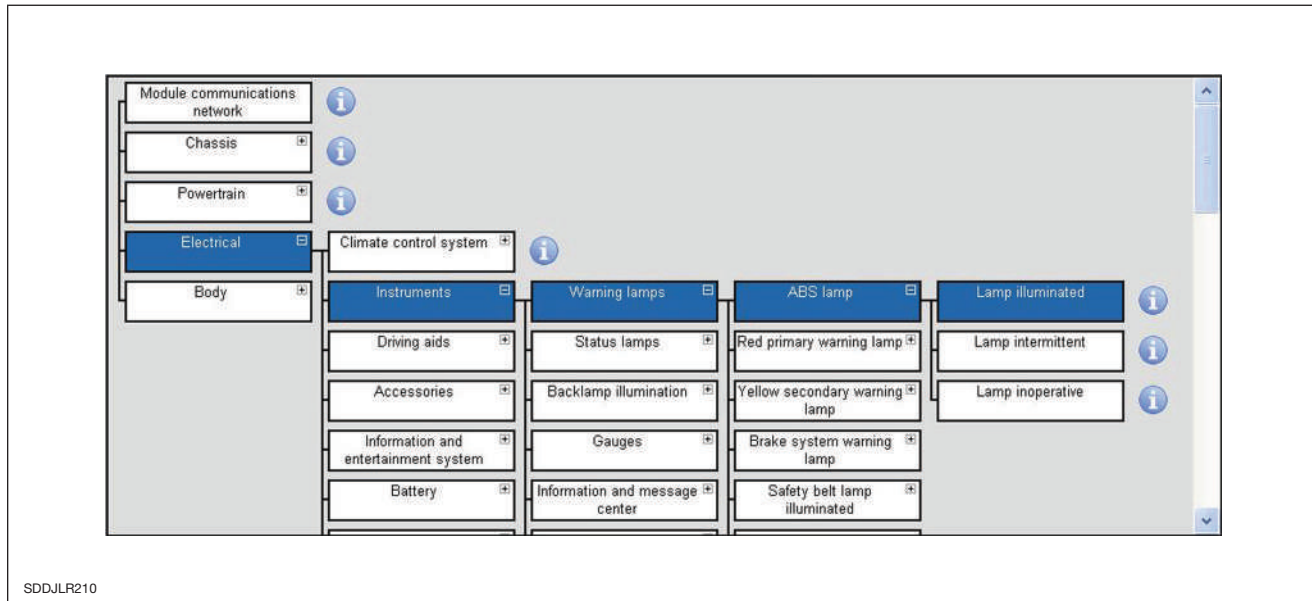 Module communications
network
Chassis
Powertrain
Electrical
Climate control system
Body
Instruments
Warning lamps
ABS lamp
Lamp illuminated
Driving aids
Status lamps
Red primary warning lamp
Lamp intermittent
Accessories
Backlamp illumination
Yellow secondary warning
lamp
Lamp inoperative
Information and
entertainment system
Gauges
Brake system warning
lamp
Battery
Information and message
center
Safety belt lamp
illuminated
SDDJLR210